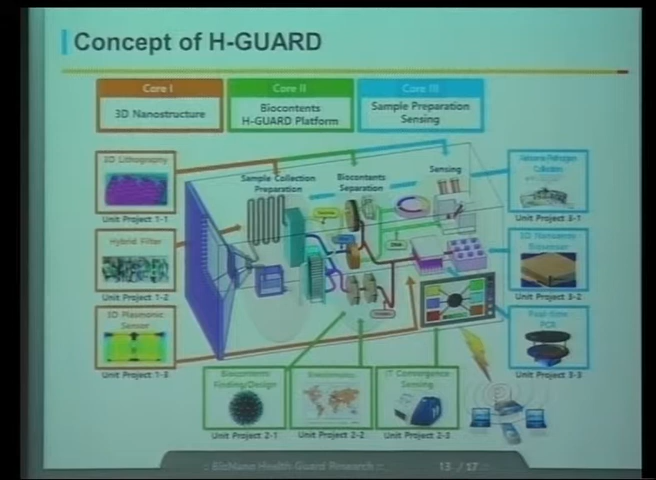 Concept of H-GUARD
Core I
Core II
Core III
3D Nanostructure
Biocontents
H-GUARD Platform
Sample Preparation
Sensing
3D Lithography
Unit Project 1-1
Hybrid Filter
Unit Project 1-2
3D Plasmonic
Sensor
Unit Project 1-3
Sample Collection
Preparation
Biocontents
Separation
Sensing
DNA
Airborne Pathogen
Collection
Unit Project 3-1
3D Nanoarray
Biosensor
Unit Project 3-2
Real-time
PCR
Unit Project 3-3
Biocontents
Finding/Design
Unit Project 2-1
Bioinformatics
Unit Project 2-2
IT Convergence
Sensing
Unit Project 2-3
:: BioNano Health Guard Research ::
13 / 17